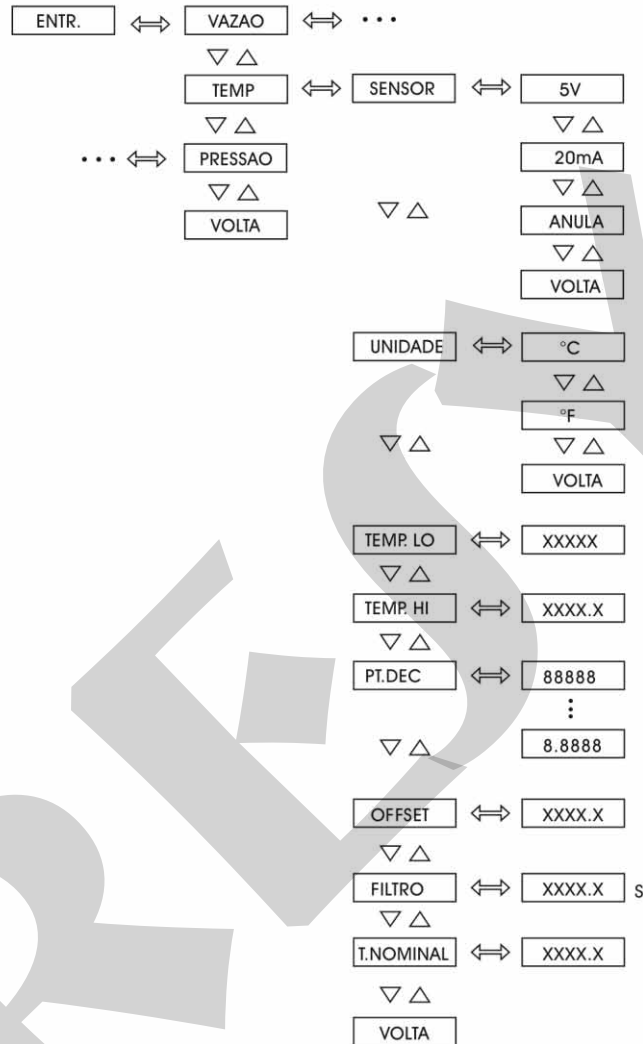 ENTR. VAZAO • • •
TEMP SENSOR 5V
• • • PRESSAO 20mA
VOLTA ANULA
VOLTA
UNIDADE °C
°F
VOLTA
TEMP. LO XXXXX
TEMP. HI XXXX.X
PT.DEC 88888
8.8888
OFFSET XXXX.X
FILTRO XXXX.X S
T.NOMINAL XXXX.X
VOLTA